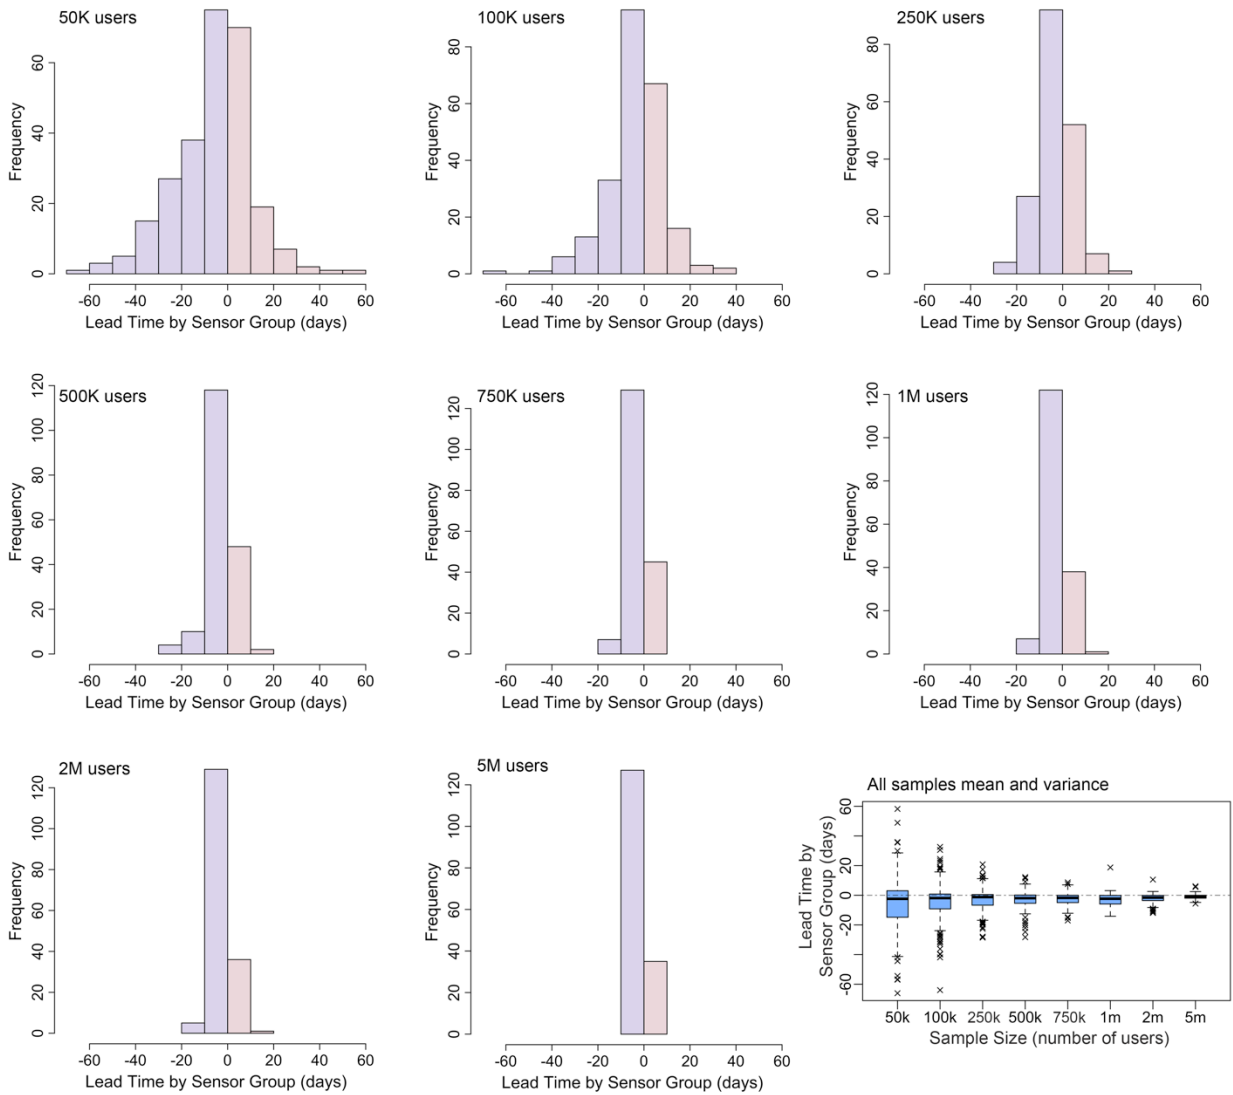 50K users
Frequency
0
20
40
60
-60 -40 -20 0 20 40 60
Lead Time by Sensor Group (days)
100K users
Frequency
0
20
40
60
80
-60 -40 -20 0 20 40 60
Lead Time by Sensor Group (days)
250K users
Frequency
0
20
40
60
80
-60 -40 -20 0 20 40 60
Lead Time by Sensor Group (days)
500K users
Frequency
0
20
40
60
80
100
120
-60 -40 -20 0 20 40 60
Lead Time by Sensor Group (days)
750K users
Frequency
0
20
40
60
80
100
120
-60 -40 -20 0 20 40 60
Lead Time by Sensor Group (days)
1M users
Frequency
0
20
40
60
80
100
120
-60 -40 -20 0 20 40 60
Lead Time by Sensor Group (days)
2M users
Frequency
0
20
40
60
80
100
120
-60 -40 -20 0 20 40 60
Lead Time by Sensor Group (days)
5M users
Frequency
0
20
40
60
80
100
120
-60 -40 -20 0 20 40 60
Lead Time by Sensor Group (days)
All samples mean and variance
Lead Time by
Sensor Group (days)
-60
-20
0
20
60
50k 100k 250k 500k 750k 1m 2m 5m
Sample Size (number of users)